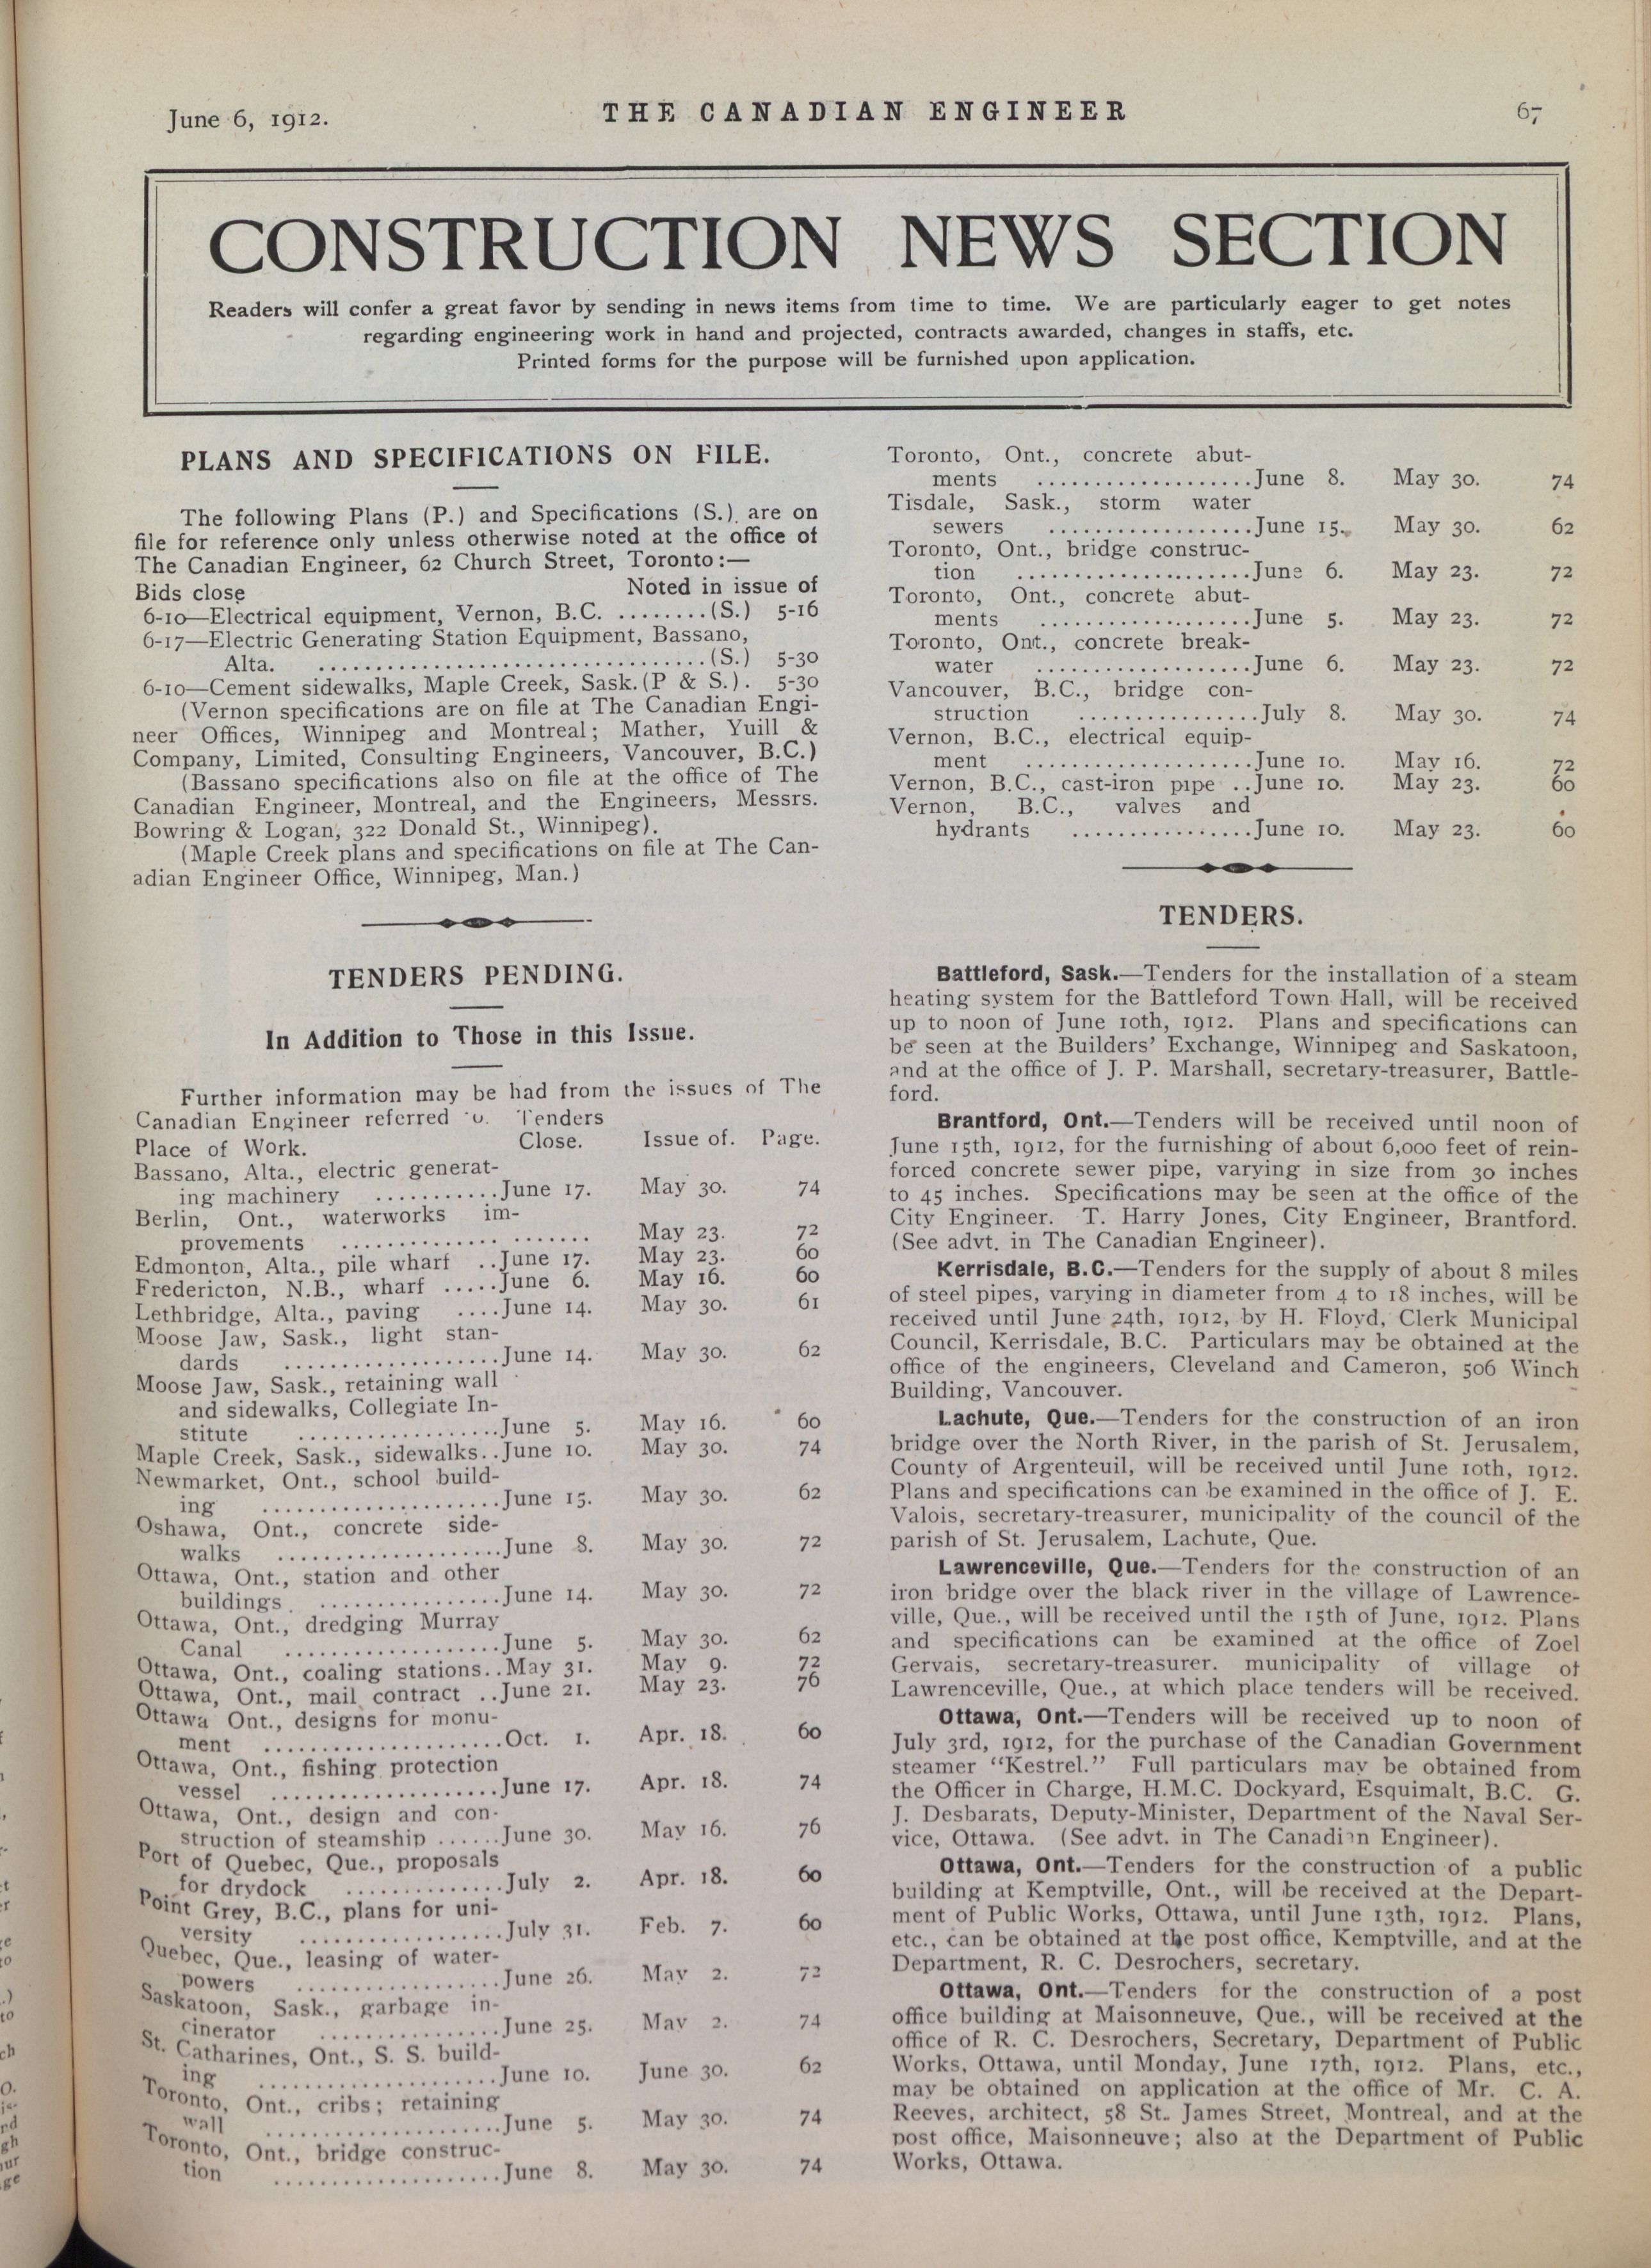 June 6, 1912.
THE CANADIAN ENGINEER
67
CONSTRUCTION NEWS SECTION
Readers will confer a great favor by sending in news items from time to time. We are particularly eager to get notes
regarding engineering work in hand and projected, contracts awarded, changes in staffs, etc.
Printed forms for the purpose will be furnished upon application.
PLANS AND SPECIFICATIONS ON FILE.
The following Plans (P.) and Specifications (S.) are on
file for reference only unless otherwise noted at the office of
The Canadian Engineer, 62 Church Street, Toronto:—
Bids close Noted in issue of
6-10—Electrical equipment, Vernon, B.C. ........(S.) 5-16
6-17—Electric Generating Station Equipment, Bassano,
Alta. .................................(S.) 5-30
6-10—Cement sidewalks, Maple Creek, Sask.(P & S.). 5-30
(Vernon specifications are on file at The Canadian Engi-
neer Offices, Winnipeg and Montreal; Mather, Yuill &
Company, Limited, Consulting Engineers, Vancouver, B.C.)
(Bassano specifications also on file at the office of The
Canadian Engineer, Montreal, and the Engineers, Messrs.
Bowring & Logan, 322 Donald St., Winnipeg).
(Maple Creek plans and specifications on file at The Can-
adian Engineer Office, Winnipeg, Man.)
TENDERS PENDING.
In Addition to Those in this Issue.
Further information may be had from the issues of The
Canadian Engineer referred Tenders
Place of Work. Close. Issue of. Page.
Bassano, Alta., electric generat-
ing machinery ...........June 17. May 30. 74
Berlin, Ont., waterworks im-
provements .............. ....... May 23. 72
Edmonton, Alta., pile wharf ..June 17. May 23. 60
Fredericton, N.B., wharf .....June 6. May 16. 60
Lethbridge, Alta., paving ....June 14. May 30. 61
Moose Jaw, Sask., light stan-
dards ..................June 14. May 30. 62
Moose Jaw, Sask., retaining wall
and sidewalks, Collegiate In-
stitute .................June 5. May 16. 60
Maple Creek, Sask., sidewalks..June 10. May 30. 74
Newmarket, Ont., school build-
ing ....................June 15. May 30. 62
Oshawa, Ont., concrete side-
walks ...................June 8. May 30. 72
Ottawa, Ont., station and other
buildings ................June 14. May 30. 72
Ottawa, Ont., dredging Murray
Canal ..................June 5. May 30. 62
Ottawa, Ont., coaling stations..May 31. May 9. 72
Ottawa, Ont., mail contract ..June 21. May 23. 76
Ottawa Ont., designs for monu-
ment ....................Oct. 1. Apr. 18. 60
Ottawa, Ont., fishing protection
vessel ...................June 17. Apr. 18. 74
Ottawa, Ont., design and con-
struction of steamship ......June 30. May 16. 76
Port of Quebec, Que., proposals
for drydock ..............July 2. Apr. 18. 60
Point Grey, B.C., plans for uni-
versity .................July 31. Feb. 7. 60
Quebec, Que., leasing of water-
powers .................June 26. May 2. 72
Saskatoon, Sask., garbage in-
cinerator ...............June 25. May 2. 74
St. Catharines, Ont., S. S. build-
ing ....................June 10. June 30. 62
Toronto, Ont., cribs; retaining
wall ...................June 5. May 30. 74
Toronto, Ont., bridge construc-
tion ...................June 8. May 30. 74
Toronto, Ont., concrete abut-
ments ..................June 8. May 30. 74
Tisdale, Sask., storm water
sewers .................June 15. May 30. 62
Toronto, Ont., bridge construc-
tion ....................June 6. May 23. 72
Toronto, Ont., concrete abut-
ments ..................June 5. May 23. 72
Toronto, Ont., concrete break-
water ..................June 6. May 23. 72
Vancouver, B.C., bridge con-
struction ...............July 8. May 30. 74
Vernon, B.C., electrical equip-
ment ...................June 10. May 16. 72
Vernon, B.C., cast-iron pipe ..June 10. May 23. 60
Vernon, B.C., valves and
hydrants ................June 10. May 23. 60
TENDERS.
Battleford, Sask.—Tenders for the installation of a steam
heating system for the Battleford Town Hall, will be received
up to noon of June 10th, 1912. Plans and specifications can
be seen at the Builders' Exchange, Winnipeg and Saskatoon,
and at the office of J. P. Marshall, secretary-treasurer, Battle-
ford.
Brantford, Ont.—Tenders will be received until noon of
June 15th, 1912, for the furnishing of about 6,000 feet of rein-
forced concrete sewer pipe, varying in size from 30 inches
to 45 inches. Specifications may be seen at the office of the
City Engineer. T. Harry Jones, City Engineer, Brantford.
(See advt. in The Canadian Engineer).
Kerrisdale, B.C.—Tenders for the supply of about 8 miles
of steel pipes, varying in diameter from 4 to 18 inches, will be
received until June 24th, 1912, by H. Floyd, Clerk Municipal
Council, Kerrisdale, B.C. Particulars may be obtained at the
office of the engineers, Cleveland and Cameron, 506 Winch
Building, Vancouver.
Lachute, Que.—Tenders for the construction of an iron
bridge over the North River, in the parish of St. Jerusalem,
County of Argenteuil, will be received until June 10th, 1912.
Plans and specifications can be examined in the office of J. E.
Valois, secretary-treasurer, municipality of the council of the
parish of St. Jerusalem, Lachute, Que.
Lawrenceville, Que.—Tenders for the construction of an
iron bridge over the black river in the village of Lawrence-
ville, Que., will be received until the 15th of June, 1912. Plans
and specifications can be examined at the office of Zoel
Gervais, secretary-treasurer. municipality of village of
Lawrenceville, Que., at which place tenders will be received.
Ottawa, Ont.—Tenders will be received up to noon of
July 3rd, 1912, for the purchase of the Canadian Government
steamer "Kestrel." Full particulars may be obtained from
the Officer in Charge, H.M.C. Dockyard, Esquimalt, B.C. G.
J. Desbarats, Deputy-Minister, Department of the Naval Ser-
vice, Ottawa. (See advt. in The Canadian Engineer).
Ottawa, Ont.—Tenders for the construction of a public
building at Kemptville, Ont., will be received at the Depart-
ment of Public Works, Ottawa, until June 13th, 1912. Plans,
etc., can be obtained at the post office, Kemptville, and at the
Department, R. C. Desrochers, secretary.
Ottawa, Ont.—Tenders for the construction of a post
office building at Maisonneuve, Que., will be received at the
office of R. C. Desrochers, Secretary, Department of Public
Works, Ottawa, until Monday, June 17th, 1912. Plans, etc.,
may be obtained on application at the office of Mr. C. A.
Reeves, architect, 58 St. James Street, Montreal, and at the
post office, Maisonneuve; also at the Department of Public
Works, Ottawa.